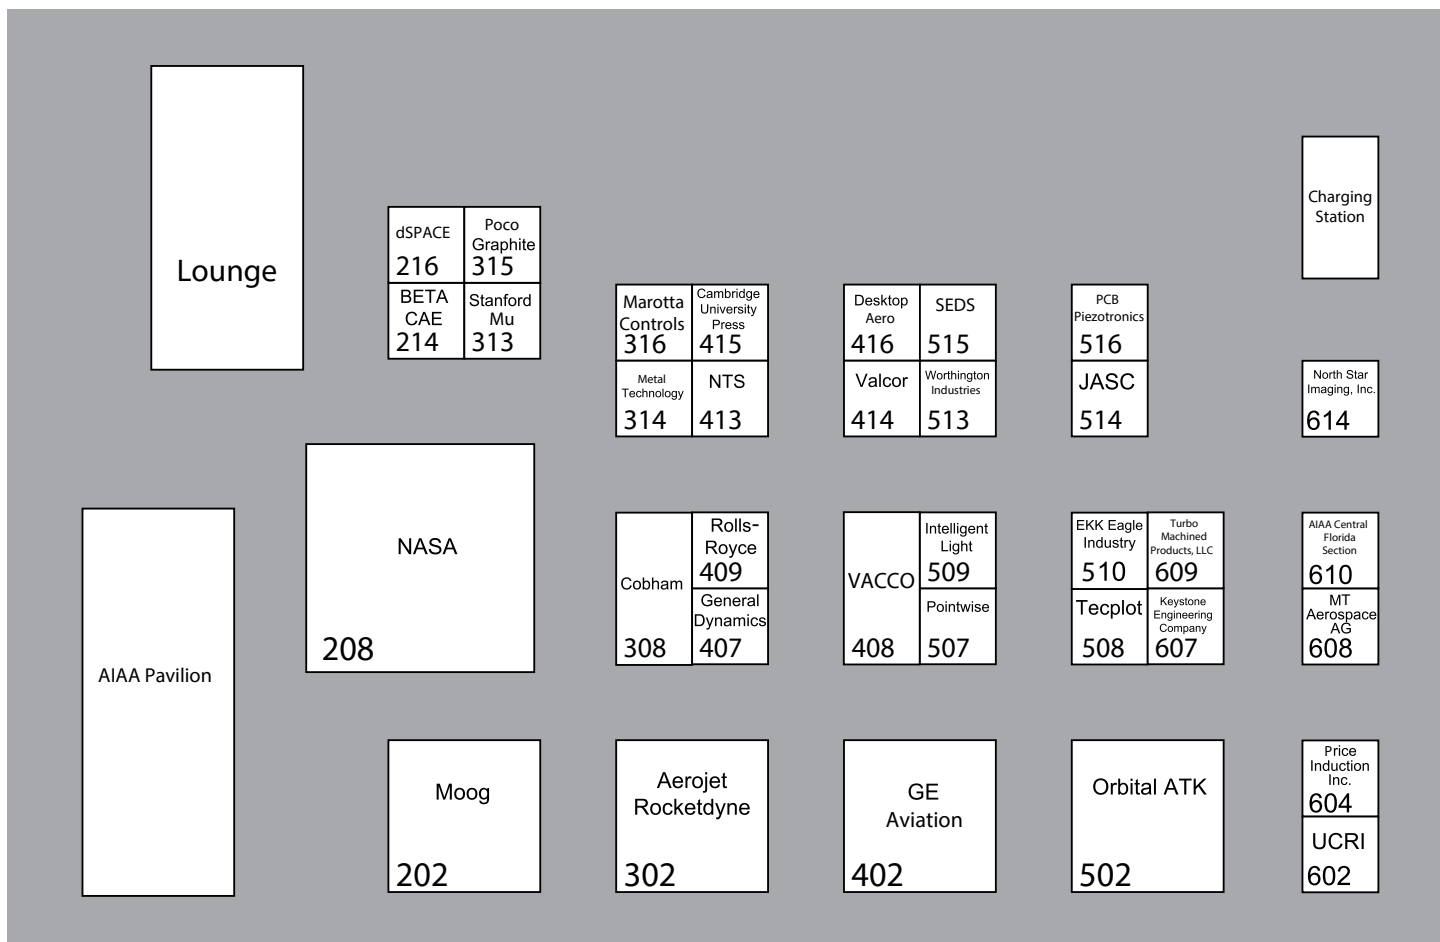 Lounge
Charging
Station
dSPACE
216
Poco
Graphite
315
BETA
CAE
214
Stanford
Mu
313
Marotta
Controls
316
Cambridge
University
Press
415
Metal
Technology
314
NTS
413
Desktop
Aero
416
SEDS
515
Valcor
414
Worthington
Industries
513
PCB
Piezotronics
516
JASC
514
North Star
Imaging, Inc.
614
NASA
208
AIAA Pavilion
Cobham
308
Rolls-
Royce
409
General
Dynamics
407
VACCO
408
Intelligent
Light
509
Pointwise
507
EKK Eagle
Industry
510
Turbo
Machined
Products, LLC
609
Tecplot
508
Keystone
Engineering
Company
607
AIAA Central
Florida
Section
610
MT
Aerospace
AG
608
Moog
202
Aerojet
Rocketdyne
302
GE
Aviation
402
Orbital ATK
502
Price
Induction
Inc.
604
UCRI
602